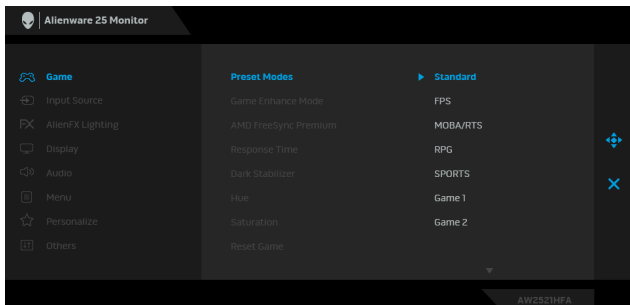 Alienware 25 Monitor
Game Preset Modes Standard
Input Source Game Enhance Mode FPS
FX AlienFX Lighting AMD FreeSync Premium MOBA/RTS
Display Response Time RPG
Audio Dark Stabilizer SPORTS
Menu Hue Game 1
Personalize Saturation Game 2
Others Reset Game
AW2521HFA